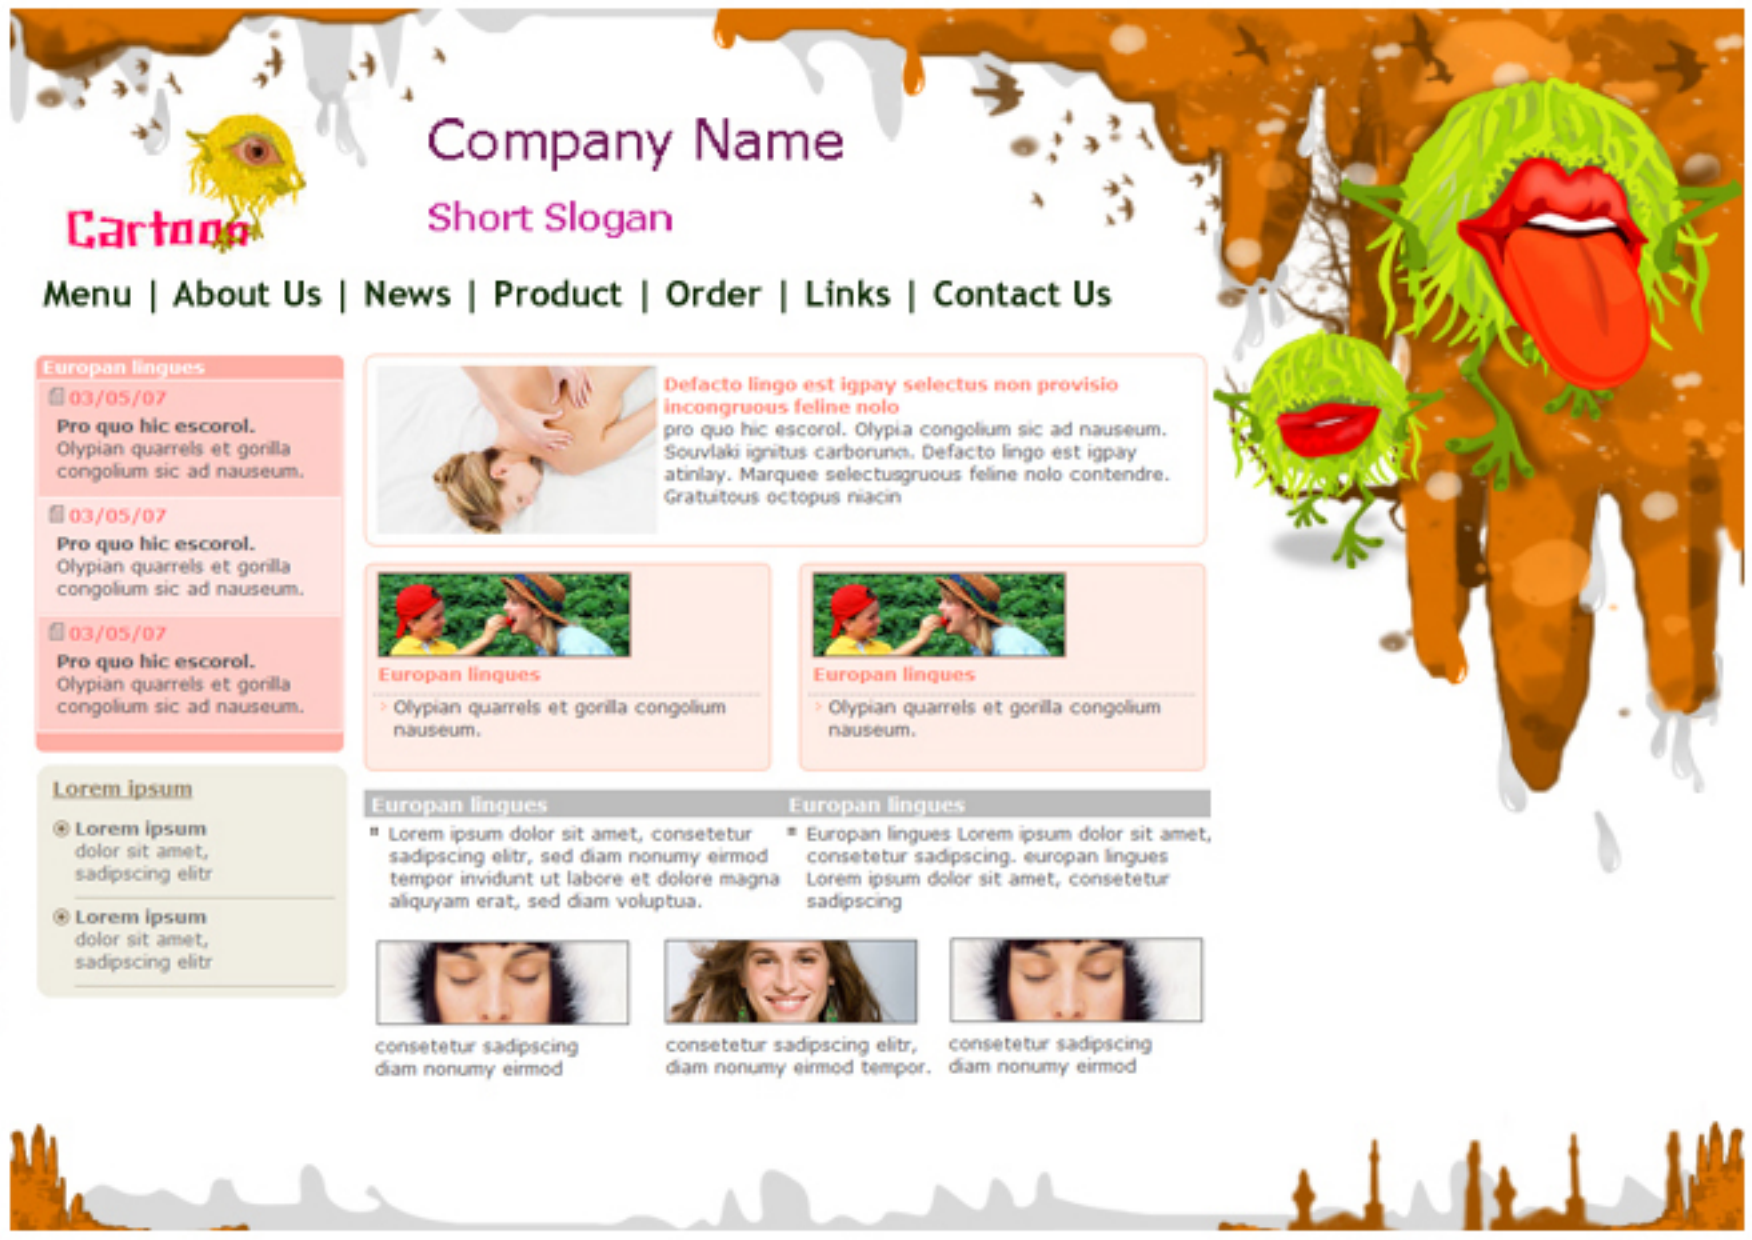 Company Name
Cartoon
Short Slogan
Menu | About Us | News | Product | Order | Links | Contact Us
Europan lingues
03/05/07
Pro quo hic escorol.
Olypian quarrels et gorilla
congolium sic ad nauseum.
03/05/07
Pro quo hic escorol.
Olypian quarrels et gorilla
congolium sic ad nauseum.
03/05/07
Pro quo hic escorol.
Olypian quarrels et gorilla
congolium sic ad nauseum.
Lorem ipsum
Lorem ipsum
dolor sit amet,
sadipscing elitr
Lorem ipsum
dolor sit amet,
sadipscing elitr
Defacto lingo est igpay selectus non provisio
incongruous feline nolo
pro quo hic escorol. Olypia congolium sic ad nauseum.
Souvlaki ignitus carborunm. Defacto lingo est igpay
atinlay. Marquee selectusgruous feline nolo contendre.
Gratuitous octopus niacin
Europan lingues
Olypian quarrels et gorilla congolium
nauseum.
Europan lingues
Olypian quarrels et gorilla congolium
nauseum.
Europan lingues
Lorem ipsum dolor sit amet, consetetur
sadipscing elitr, sed diam nonumy eirmod
tempor invidunt ut labore et dolore magna
aliquyam erat, sed diam voluptua.
Europan lingues
Europan lingues Lorem ipsum dolor sit amet,
consetetur sadipscing. europan lingues
Lorem ipsum dolor sit amet, consetetur
sadipscing
consetetur sadipscing
diam nonumy eirmod
consetetur sadipscing elitr,
diam nonumy eirmod tempor.
consetetur sadipscing
diam nonumy eirmod